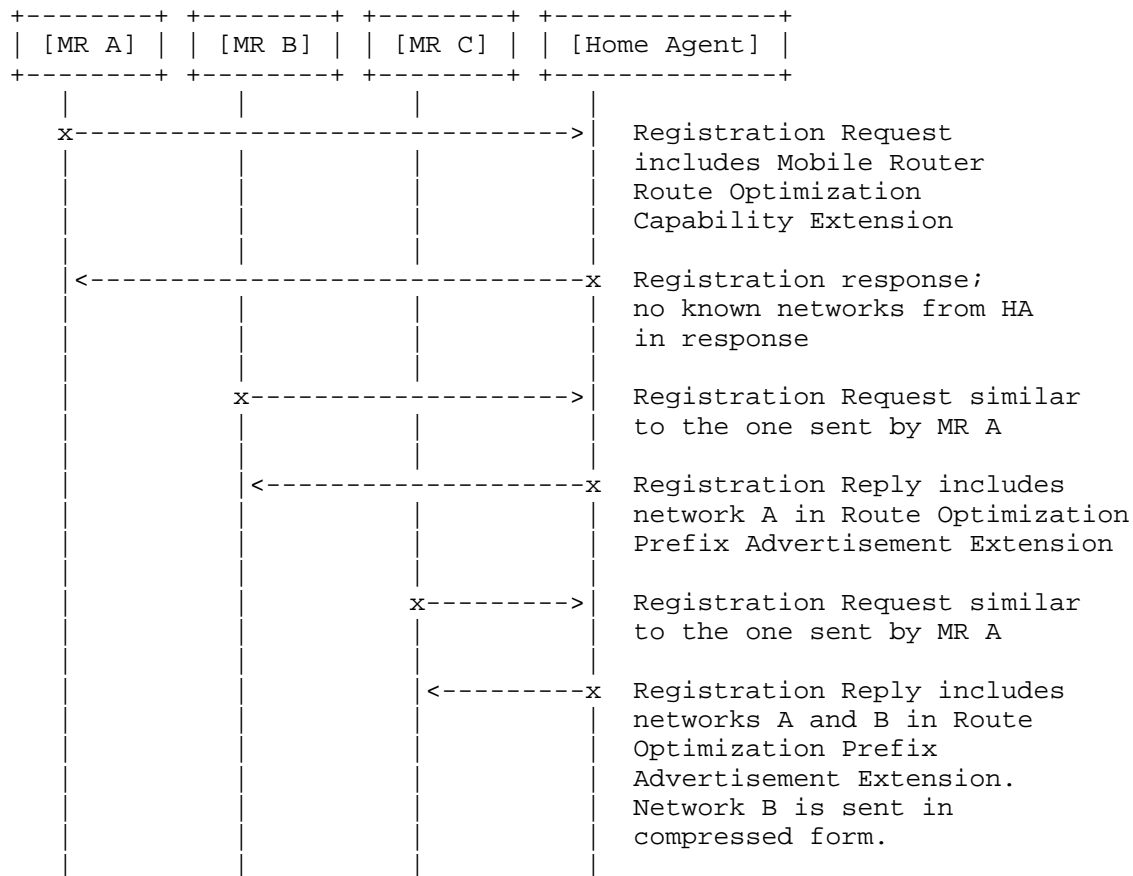 [MR A] [MR B] [MR C] [Home Agent]
Registration Request
includes Mobile Router
Route Optimization
Capability Extension
Registration response;
no known networks from HA
in response
Registration Request similar
to the one sent by MR A
Registration Reply includes
network A in Route Optimization
Prefix Advertisement Extension
Registration Request similar
to the one sent by MR A
Registration Reply includes
networks A and B in Route
Optimization Prefix
Advertisement Extension.
Network B is sent in
compressed form.